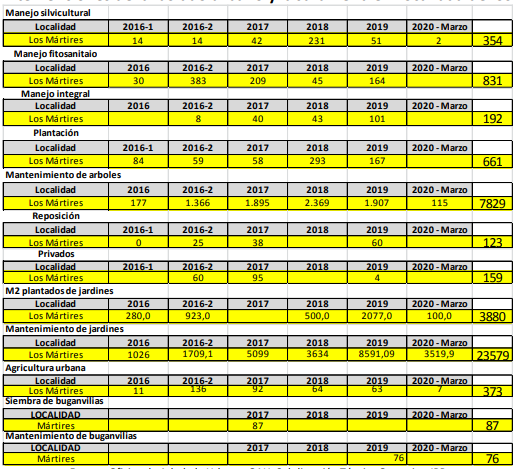 Manejo silvicultural
Localidad 2016-1 2016-2 2017 2018 2019 2020 - Marzo
Los Mártires 14 14 42 231 51 2 354
Manejo fitosanitaio
Localidad 2016-1 2016-2 2017 2018 2019 2020 - Marzo
Los Mártires 30 383 209 45 164 831
Manejo integral
Localidad 2016-1 2016-2 2017 2018 2019 2020 - Marzo
Los Mártires 8 40 43 101 192
Plantación
Localidad 2016-1 2016-2 2017 2018 2019 2020 - Marzo
Los Mártires 84 59 58 293 167 661
Mantenimiento de arboles
Localidad 2016 2016-2 2017 2018 2019 2020 - Marzo
Los Mártires 177 1.366 1.895 2.369 1.907 115 7829
Reposición
Localidad 2016-1 2016-2 2017 2018 2019 2020 - Marzo
Los Mártires 0 25 38 60 123
Privados
Localidad 2016-1 2016-2 2017 2018 2019 2020 - Marzo
Los Mártires 60 95 4 159
M2 plantados de jardines
Localidad 2016 2016-2 2017 2018 2019 2020 - Marzo
Los Mártires 280,0 923,0 500,0 2077,0 100,0 3880
Mantenimiento de jardines
Localidad 2016 2016-2 2017 2018 2019 2020 - Marzo
Los Mártires 1026 1709,1 5099 3634 8591,09 3519,9 23579
Agricultura urbana
Localidad 2016-1 2016-2 2017 2018 2019 2020 - Marzo
Los Mártires 11 136 92 64 63 7 373
Siembra de buganvilias
LOCALIDAD 2017 2018 2019 2020 - Marzo
Mártires 87 87
Mantenimiento de buganvilias
LOCALIDAD 2017 2018 2019 2020 - Marzo
Mártires 76 76